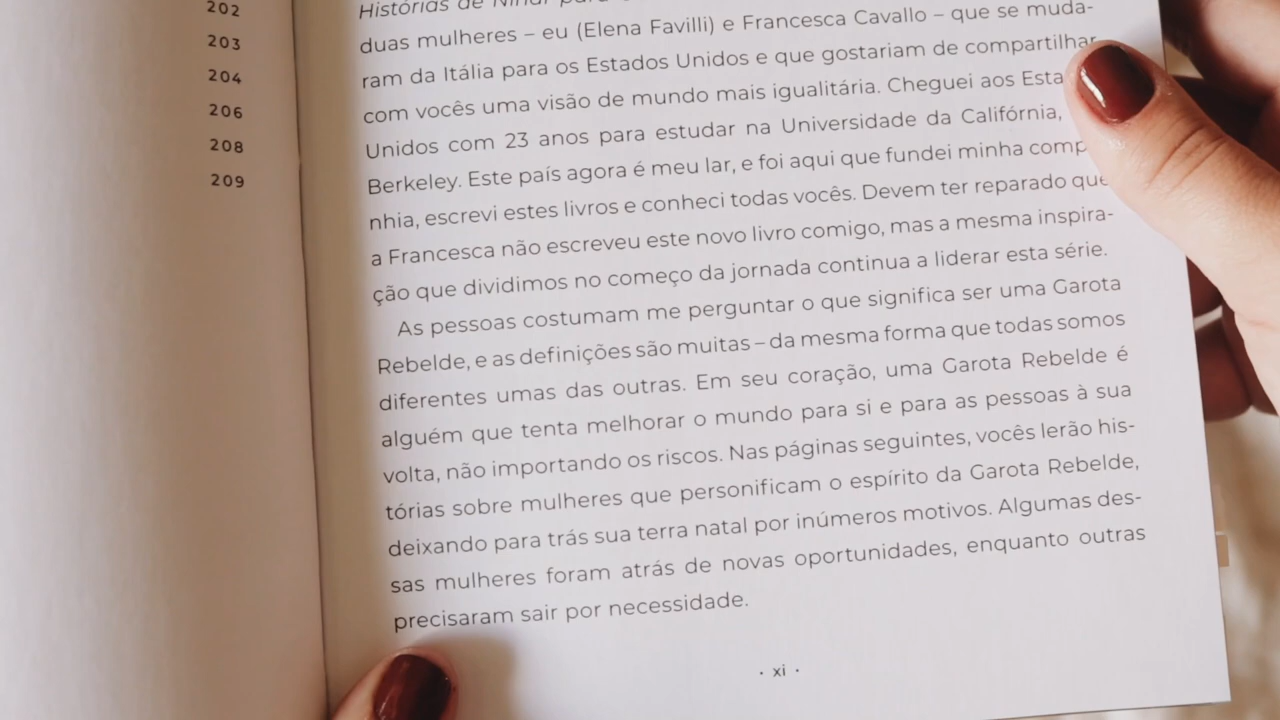 202
203
204
206
208
209
Histórias de Ninar para
duas mulheres – eu (Elena Favilli) e Francesca Cavallo – que se muda-
ram da Itália para os Estados Unidos e que gostariam de compartilhar
com vocês uma visão de mundo mais igualitária. Cheguei aos Esta
Unidos com 23 anos para estudar na Universidade da Califórnia,
Berkeley. Este país agora é meu lar, e foi aqui que fundei minha comp
nhia, escrevi estes livros e conheci todas vocês. Devem ter reparado que
a Francesca não escreveu este novo livro comigo, mas a mesma inspira-
ção que dividimos no começo da jornada continua a liderar esta série.
As pessoas costumam me perguntar o que significa ser uma Garota
Rebelde, e as definições são muitas – da mesma forma que todas somos
diferentes umas das outras. Em seu coração, uma Garota Rebelde é
alguém que tenta melhorar o mundo para si e para as pessoas à sua
volta, não importando os riscos. Nas páginas seguintes, vocês lerão his-
tórias sobre mulheres que personificam o espírito da Garota Rebelde,
deixando para trás sua terra natal por inúmeros motivos. Algumas des-
sas mulheres foram atrás de novas oportunidades, enquanto outras
precisaram sair por necessidade.
· xi ·